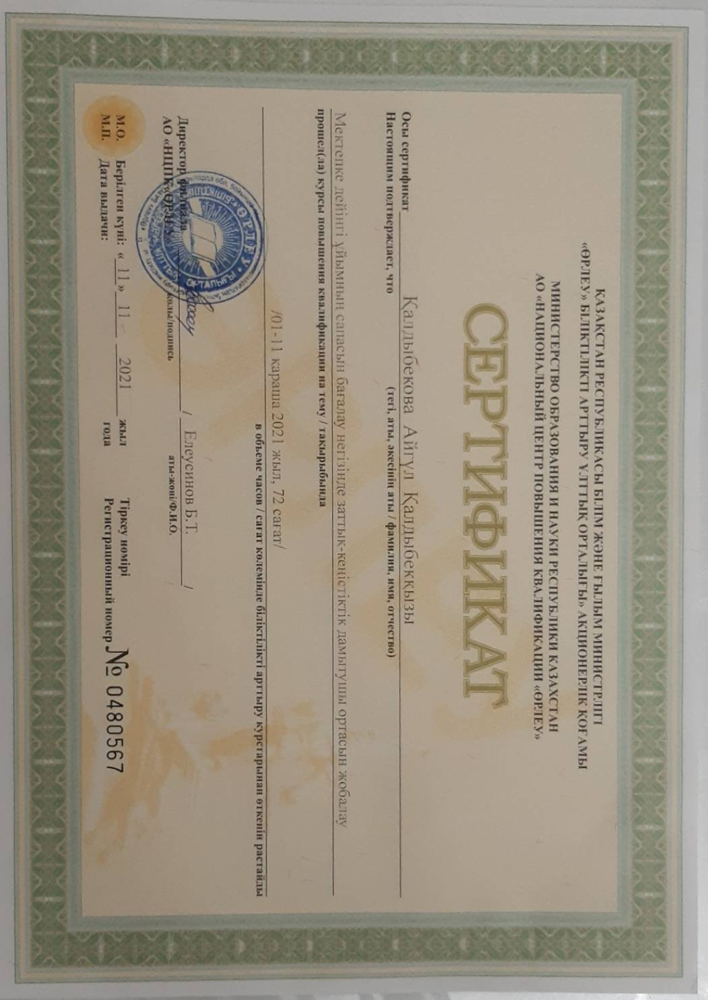 ҚАЗАҚСТАН РЕСПУБЛИКАСЫ БІЛІМ ЖӘНЕ ҒЫЛЫМ МИНИСТРЛІГІ
«ӨРЛЕУ» БІЛІКТІЛІКТІ АРТТЫРУ ҰЛТТЫҚ ОРТАЛЫҒЫ» АКЦИОНЕРЛІК ҚОҒАМЫ
МИНИСТЕРСТВО ОБРАЗОВАНИЯ И НАУКИ РЕСПУБЛИКИ КАЗАХСТАН
АО «НАЦИОНАЛЬНЫЙ ЦЕНТР ПОВЫШЕНИЯ КВАЛИФИКАЦИИ «ӨРЛЕУ»
СЕРТИФИКАТ
Осы сертификат Қалдыбекова Айгүл Қалдыбекқызы
Настоящим подтверждает, что (тегі, аты, әкесінің аты / фамилия, имя, отчество)
Мектепке дейінгі ұйымның сапасын бағалау негізінде заттық-кеңістіктік дамытушы ортасын жобалау
прошел(ла) курсы повышения квалификации на тему / тақырыбында
/01-11 қараша 2021 жыл, 72 сағат/
в объеме часов / сағат көлемінде біліктілікті арттыру курстарынан өткенін растайды
Директор филиала / Елеусинов Б.Т. /
АО «НЦПК «ӨРЛЕУ» қолы/подпись аты-жөні/Ф.И.О.
М.О. Берілген күні: « 11 » 11 2021 жыл Тіркеу нөмірі
М.П. Дата выдачи: года Регистрационный номер № 0480567
ӨРЛЕУ
ОРТАЛЫҒЫ